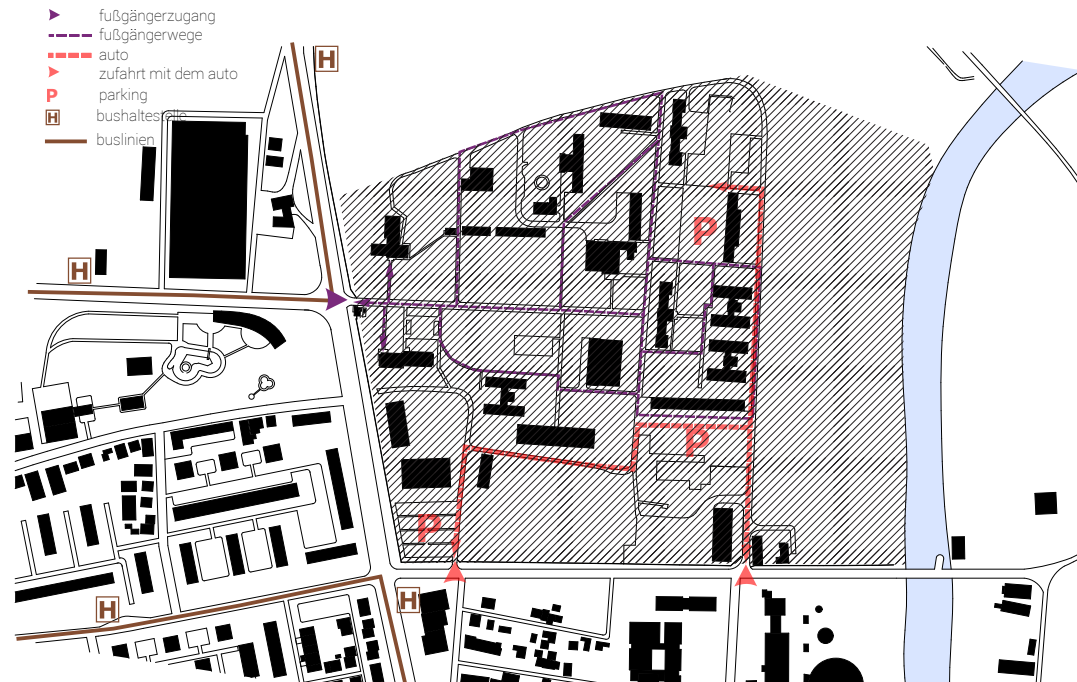 fußgängerzugang
fußgängerwege
auto
zufahrt mit dem auto
P parking
H bushaltestelle
buslinien
H
H
P
P
P
H
H